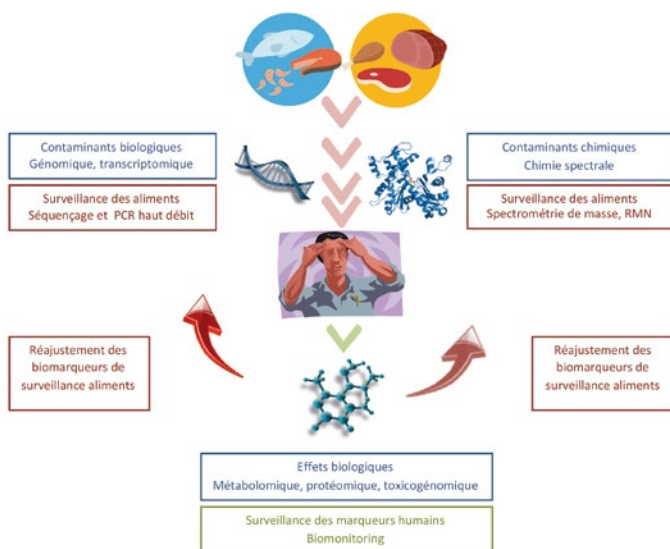 Contaminants biologiques
Génomique, transcriptomique
Surveillance des aliments
Séquençage et PCR haut débit
Contaminants chimiques
Chimie spectrale
Surveillance des aliments
Spectrométrie de masse, RMN
Réajustement des
biomarqueurs de
surveillance aliments
Réajustement des
biomarqueurs de
surveillance aliments
Effets biologiques
Métabolomique, protéomique, toxicogénomique
Surveillance des marqueurs humains
Biomonitoring